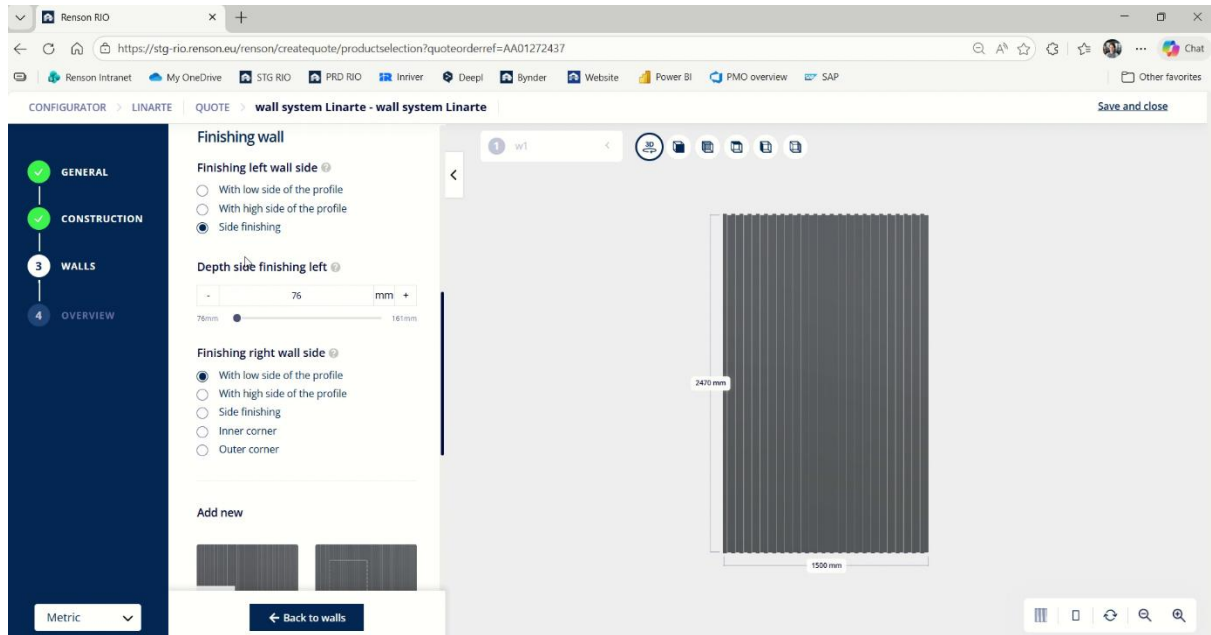 Renson RIO
https://stg-rio.renson.eu/renson/createquote/productselection?quoteorderref=AA01272437
Chat
Renson Intranet My OneDrive STG RIO PRD RIO Inriver Deepl Bynder Website Power BI PMO overview SAP Other favorites
CONFIGURATOR > LINARTE QUOTE > wall system Linarte - wall system Linarte Save and close
GENERAL
CONSTRUCTION
3 WALLS
4 OVERVIEW
Metric
Finishing wall
Finishing left wall side
With low side of the profile
With high side of the profile
Side finishing
Depth side finishing left
- 76 mm +
76mm 161mm
Finishing right wall side
With low side of the profile
With high side of the profile
Side finishing
Inner corner
Outer corner
Add new
← Back to walls
1 w1
3D
2470 mm
1500 mm